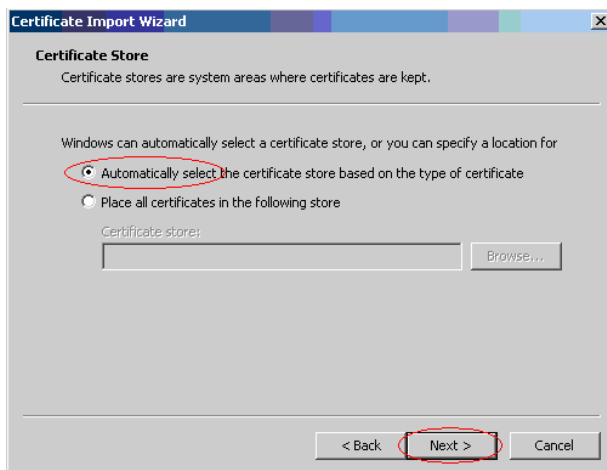 Certificate Import Wizard
Certificate Store
Certificate stores are system areas where certificates are kept.
Windows can automatically select a certificate store, or you can specify a location for
Automatically select the certificate store based on the type of certificate
Place all certificates in the following store
Certificate store:
Browse...
< Back Next > Cancel